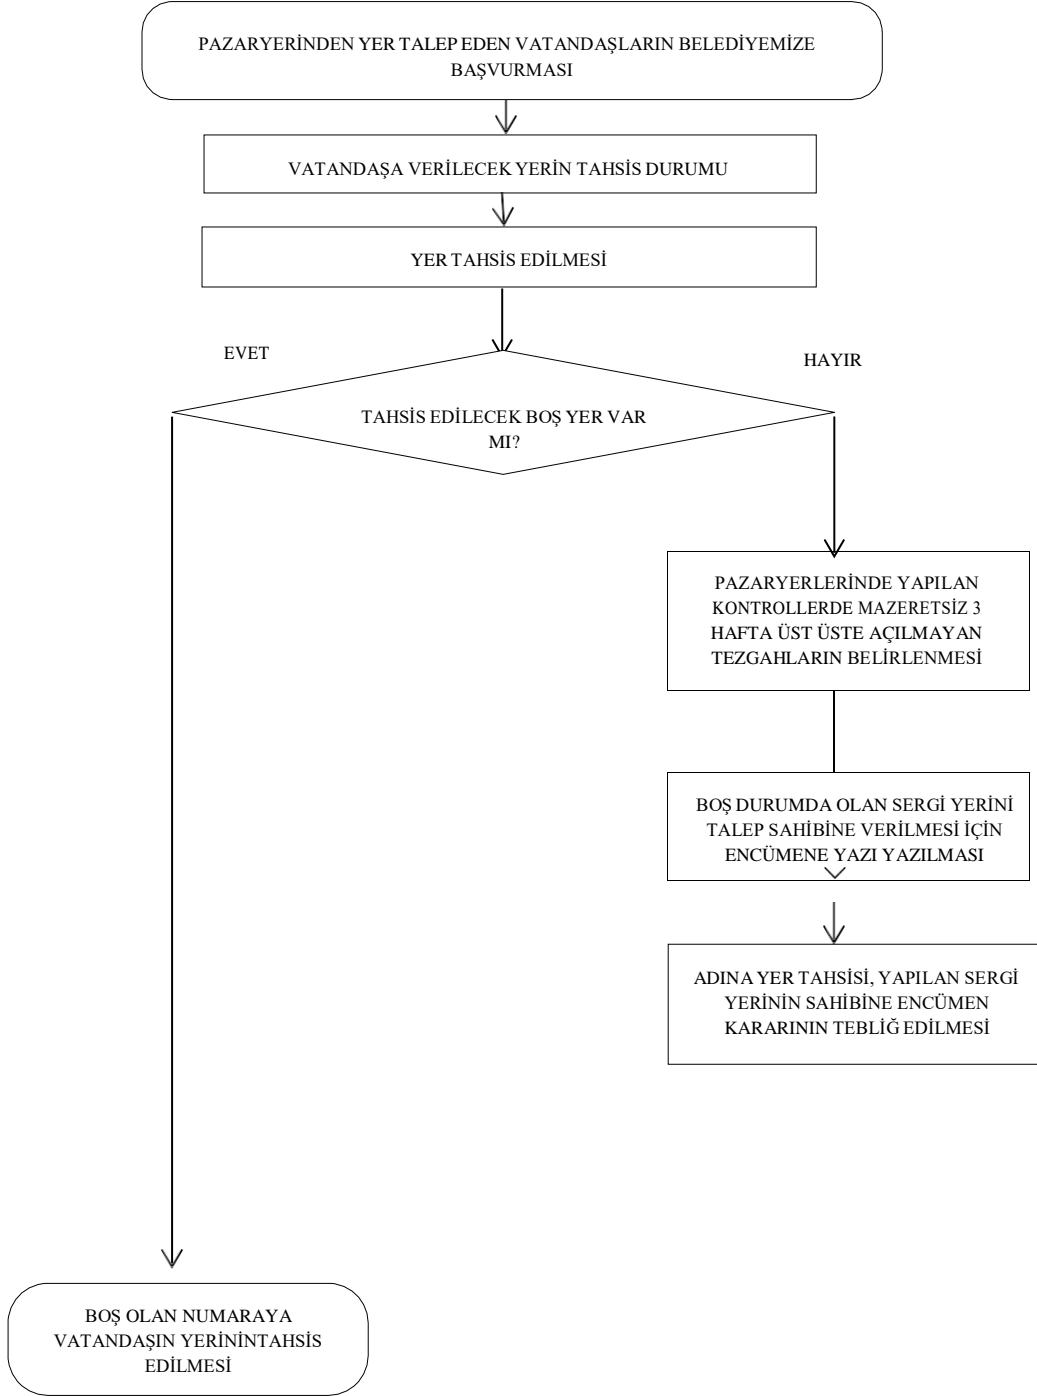 PAZARYERİNDEN YER TALEP EDEN VATANDAŞLARIN BELEDİYEMİZE
BAŞVURMASI
VATANDAŞA VERİLECEK YERİN TAHSİS DURUMU
YER TAHSİS EDİLMESİ
EVET
HAYIR
TAHSİS EDİLECEK BOŞ YER VAR
MI?
PAZARYERLERİNDE YAPILAN
KONTROLLERDE MAZERETSİZ 3
HAFTA ÜST ÜSTE AÇILMAYAN
TEZGAHLARIN BELİRLENMESİ
BOŞ DURUMDA OLAN SERGİ YERİNİ
TALEP SAHİBİNE VERİLMESİ İÇİN
ENCÜMENE YAZI YAZILMASI
ADINA YER TAHSİSİ, YAPILAN SERGİ
YERİNİN SAHİBİNE ENCÜMEN
KARARININ TEBLİĞ EDİLMESİ
BOŞ OLAN NUMARAYA
VATANDAŞIN YERİNİNTAHSİS
EDİLMESİ